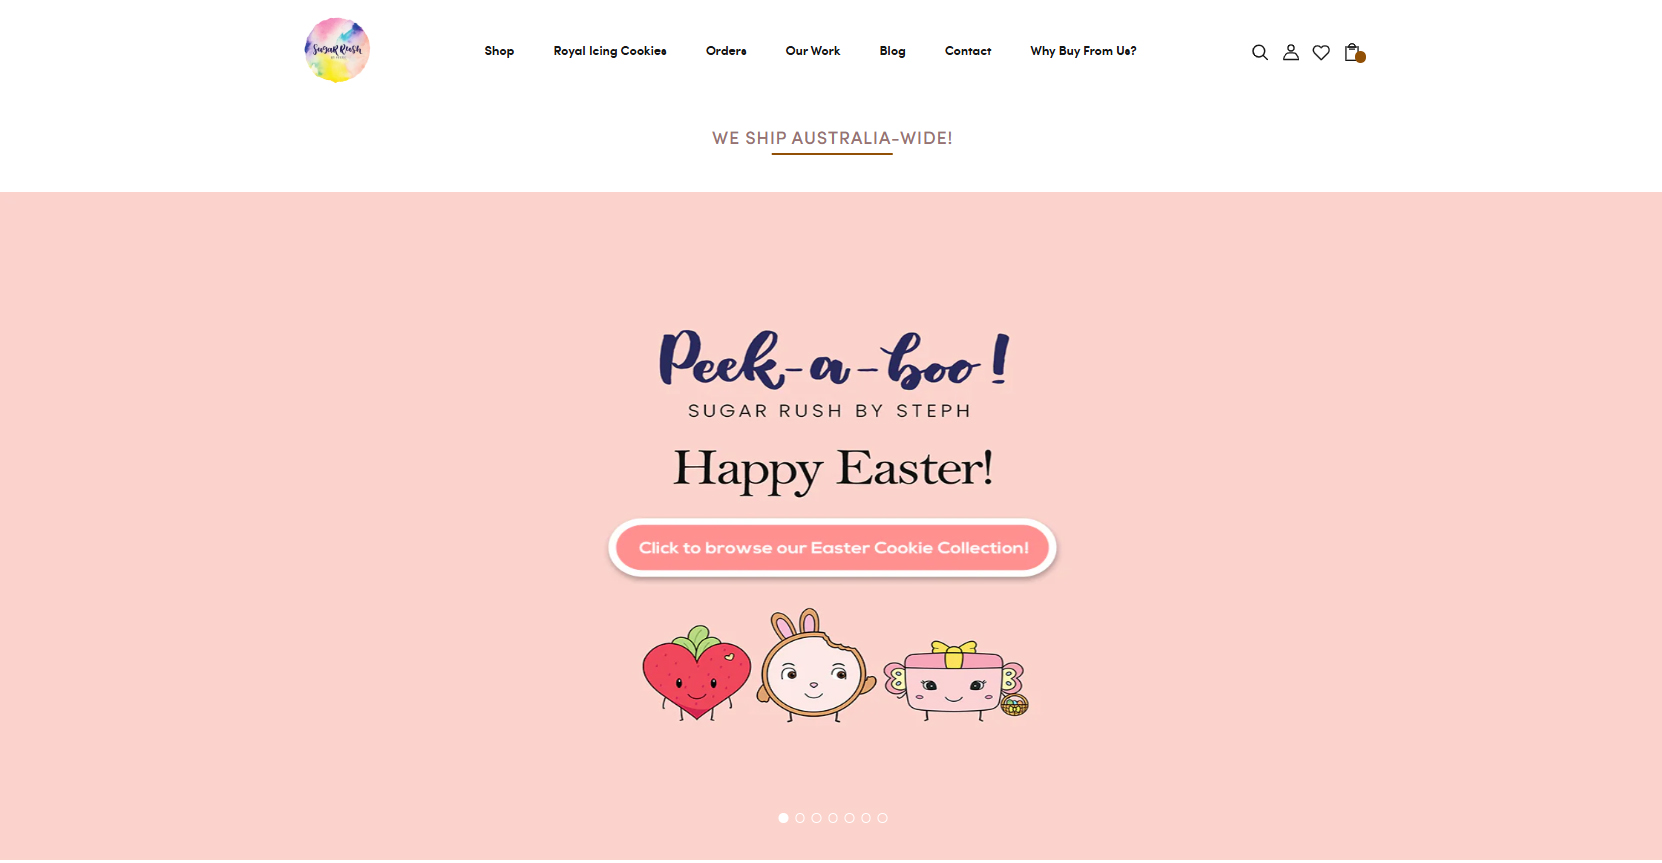 Sugar Rush
Shop
Royal Icing Cookies
Orders
Our Work
Blog
Contact
Why Buy From Us?
WE SHIP AUSTRALIA-WIDE!
Peek-a-boo!
SUGAR RUSH BY STEPH
Happy Easter!
Click to browse our Easter Cookie Collection!